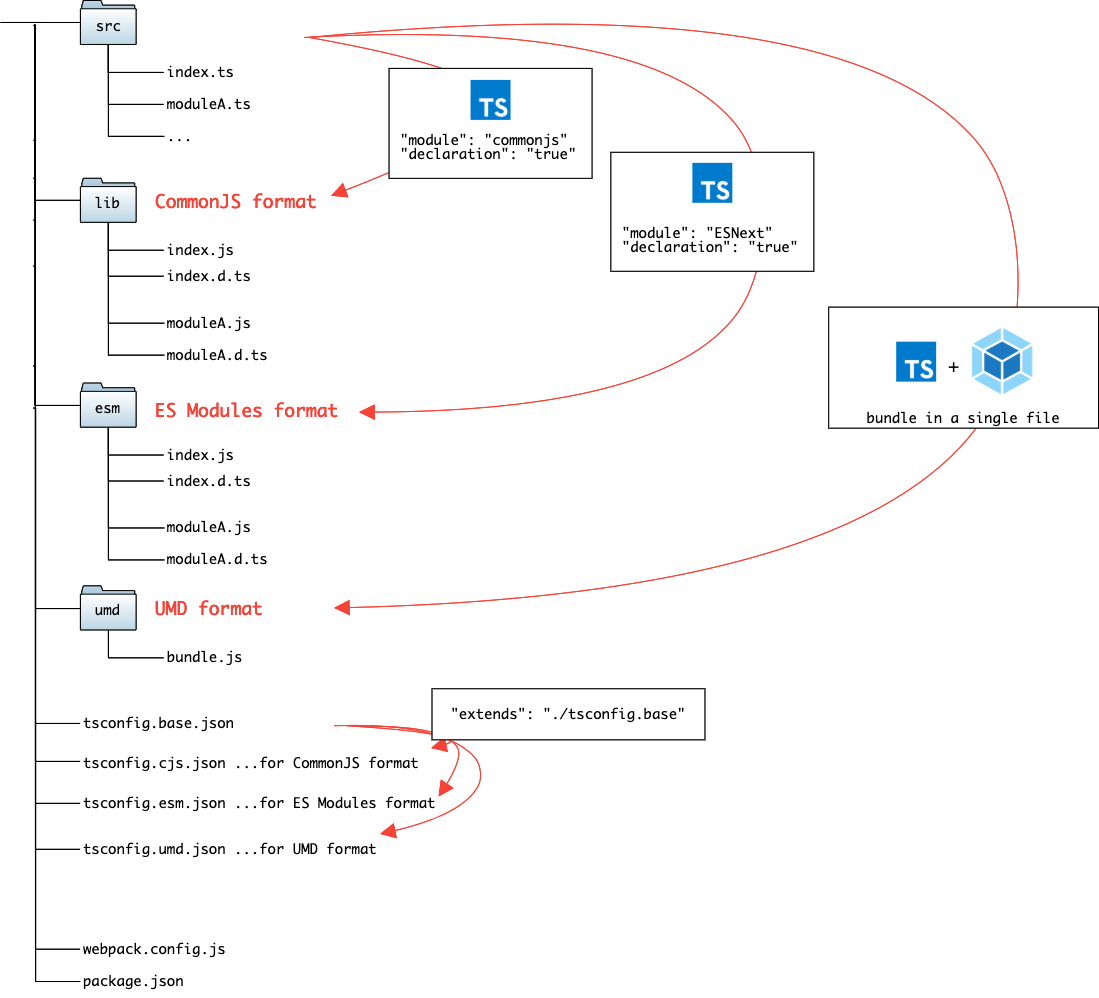 src
index.ts
moduleA.ts
...
TS
"module": "commonjs"
"declaration": "true"
lib
CommonJS format
TS
"module": "ESNext"
"declaration": "true"
index.js
index.d.ts
moduleA.js
moduleA.d.ts
TS +
bundle in a single file
esm
ES Modules format
index.js
index.d.ts
moduleA.js
moduleA.d.ts
umd
UMD format
bundle.js
"extends": "./tsconfig.base"
tsconfig.base.json
tsconfig.cjs.json ...for CommonJS format
tsconfig.esm.json ...for ES Modules format
tsconfig.umd.json ...for UMD format
webpack.config.js
package.json